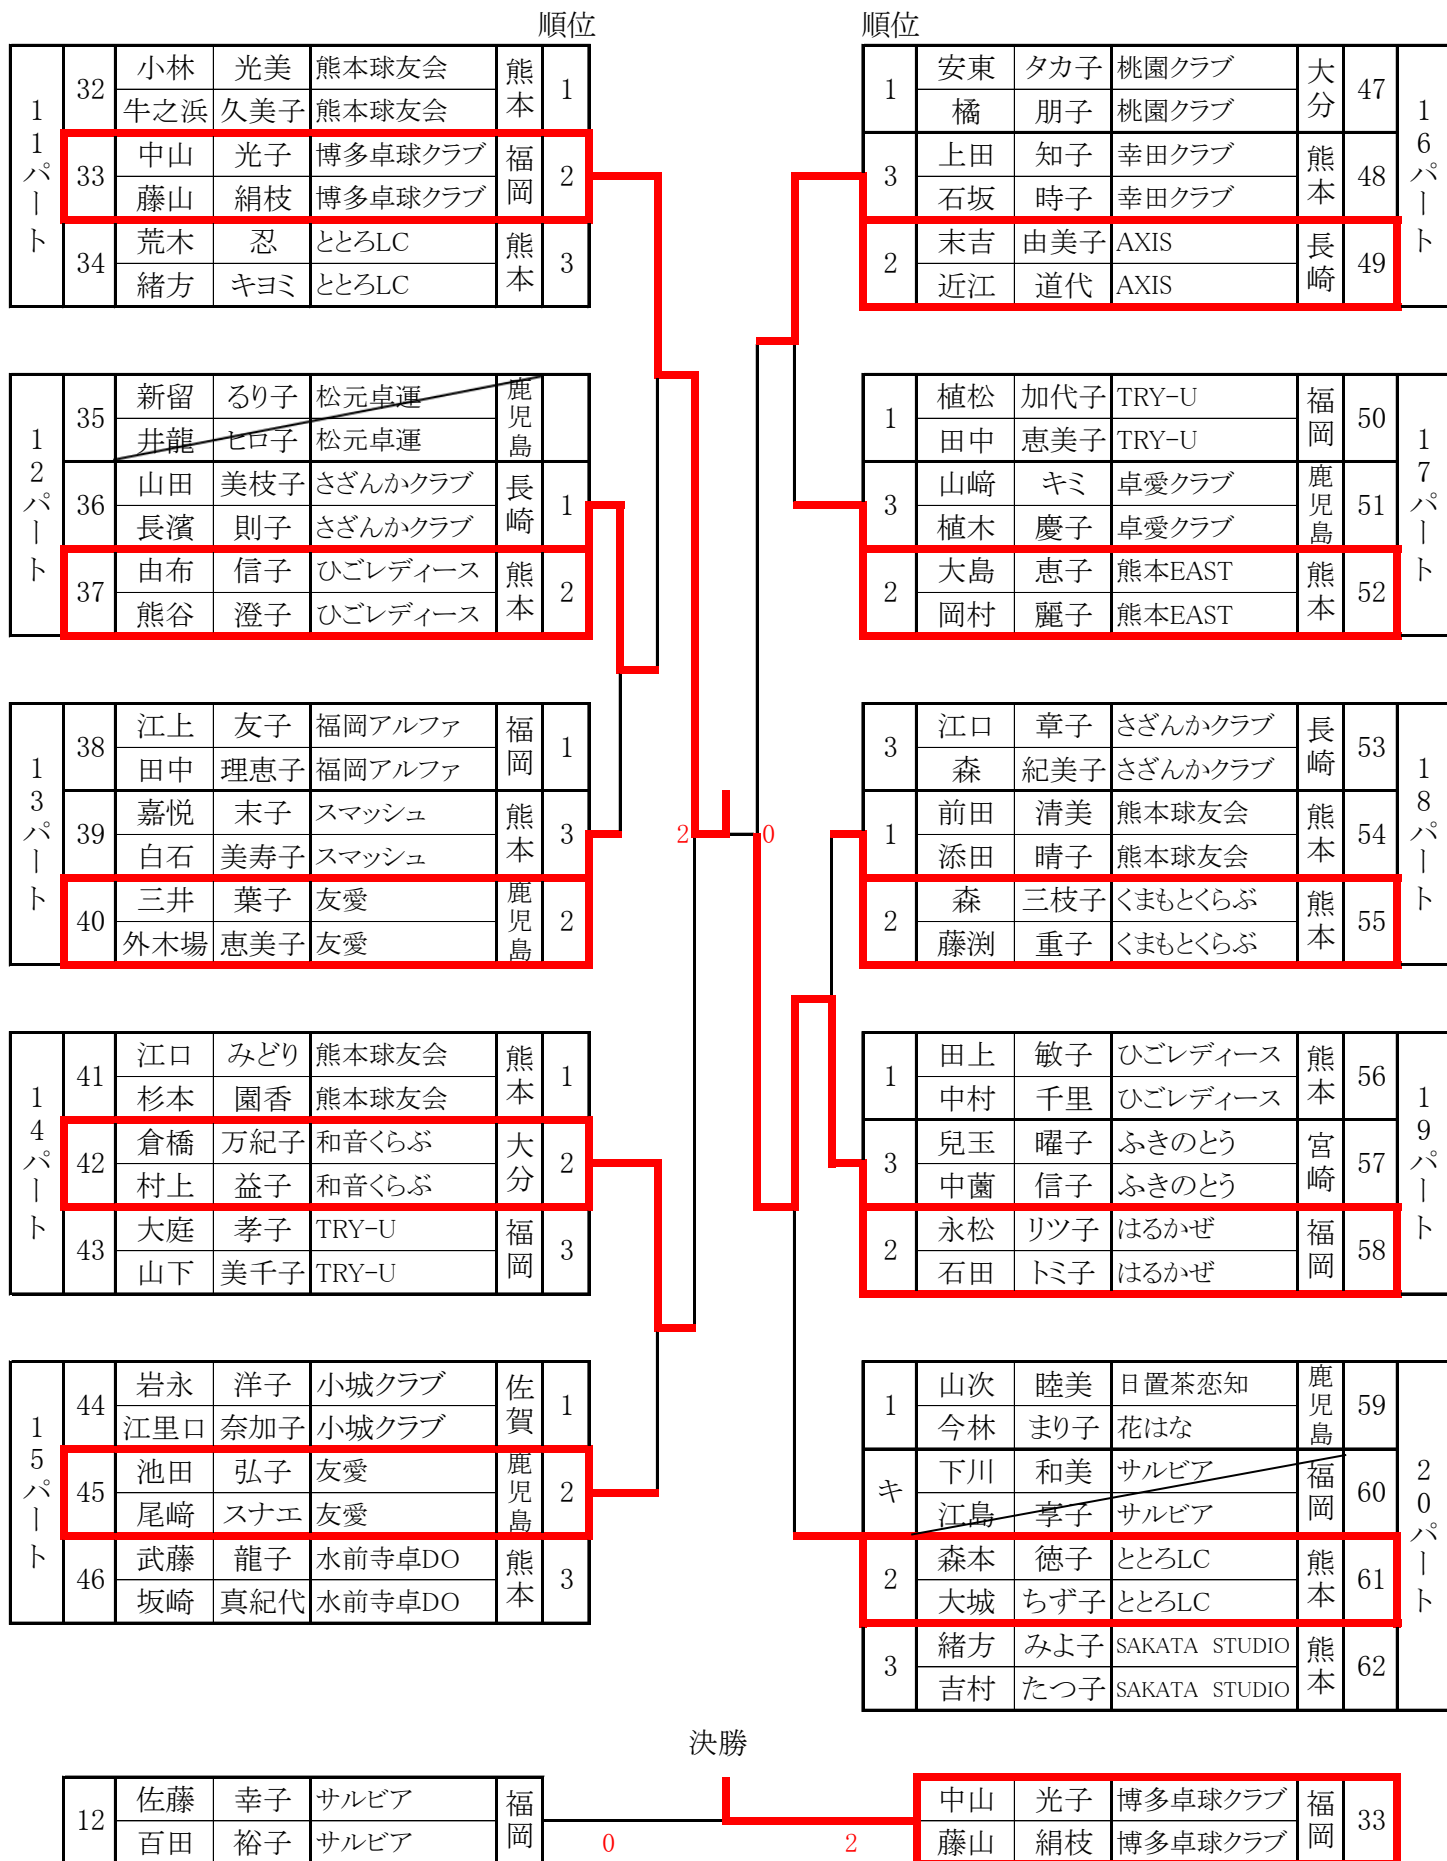 順位 順位
11パート
32 小林 光美 熊本球友会 熊本 1
牛之浜 久美子 熊本球友会
33 中山 光子 博多卓球クラブ 福岡 2
藤山 絹枝 博多卓球クラブ
34 荒木 忍 ととろLC 熊本 3
緒方 キヨミ ととろLC
12パート
35 新留 るり子 松元卓運 鹿児島
井龍 ヒロ子 松元卓運
36 山田 美枝子 さざんかクラブ 長崎 1
長濱 則子 さざんかクラブ
37 由布 信子 ひごレディース 熊本 2
熊谷 澄子 ひごレディース
13パート
38 江上 友子 福岡アルファ 福岡 1
田中 理恵子 福岡アルファ
39 嘉悦 末子 スマッシュ 熊本 3
白石 美寿子 スマッシュ
40 三井 葉子 友愛 鹿児島 2
外木場 恵美子 友愛
14パート
41 江口 みどり 熊本球友会 熊本 1
杉本 園香 熊本球友会
42 倉橋 万紀子 和音くらぶ 大分 2
村上 益子 和音くらぶ
43 大庭 孝子 TRY-U 福岡 3
山下 美千子 TRY-U
15パート
44 岩永 洋子 小城クラブ 佐賀 1
江里口 奈加子 小城クラブ
45 池田 弘子 友愛 鹿児島 2
尾﨑 スナエ 友愛
46 武藤 龍子 水前寺卓DO 熊本 3
坂崎 真紀代 水前寺卓DO
2 0
1 安東 タカ子 桃園クラブ 大分 47
橘 朋子 桃園クラブ
3 上田 知子 幸田クラブ 熊本 48
石坂 時子 幸田クラブ
2 末吉 由美子 AXIS 長崎 49
近江 道代 AXIS
16パート
1 植松 加代子 TRY-U 福岡 50
田中 恵美子 TRY-U
3 山﨑 キミ 卓愛クラブ 鹿児島 51
植木 慶子 卓愛クラブ
2 大島 恵子 熊本EAST 熊本 52
岡村 麗子 熊本EAST
17パート
3 江口 章子 さざんかクラブ 長崎 53
森 紀美子 さざんかクラブ
1 前田 清美 熊本球友会 熊本 54
添田 晴子 熊本球友会
2 森 三枝子 くまもとくらぶ 熊本 55
藤渕 重子 くまもとくらぶ
18パート
1 田上 敏子 ひごレディース 熊本 56
中村 千里 ひごレディース
3 兒玉 曜子 ふきのとう 宮崎 57
中薗 信子 ふきのとう
2 永松 リツ子 はるかぜ 福岡 58
石田 トミ子 はるかぜ
19パート
1 山次 睦美 日置茶恋知 鹿児島 59
今林 まり子 花はな
キ 下川 和美 サルビア 福岡 60
江島 享子 サルビア
2 森本 徳子 ととろLC 熊本 61
大城 ちず子 ととろLC
3 緒方 みよ子 SAKATA STUDIO 熊本 62
吉村 たつ子 SAKATA STUDIO
20パート
決勝
12 佐藤 幸子 サルビア 福岡
百田 裕子 サルビア
0 2
中山 光子 博多卓球クラブ 福岡 33
藤山 絹枝 博多卓球クラブ